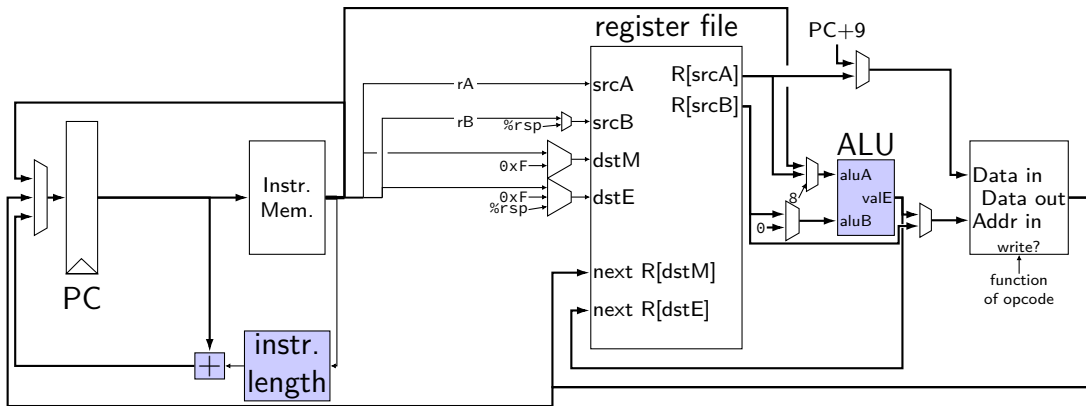 register file
PC+9
R[srcA]
rA
srcA
R[srcB]
rB
srcB
%rsp
ALU
dstM
0xF
Instr.
Mem.
aluA
Data in
8
valE
Data out
0xF
dstE
%rsp
0
aluB
Addr in
write?
next R[dstM]
function
of opcode
PC
next R[dstE]
+
instr.
length